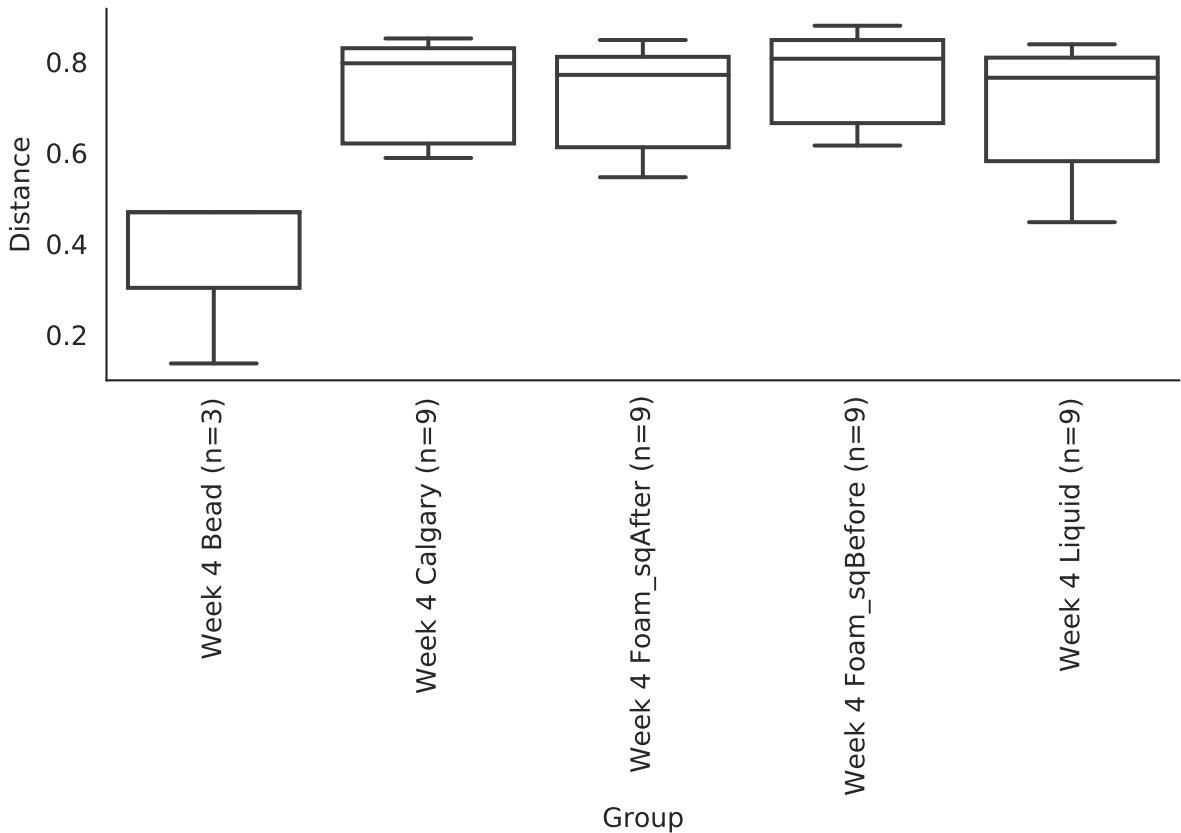 Distance
0.8
0.6
0.4
0.2
Week 4 Bead (n=3)
Week 4 Calgary (n=9)
Week 4 Foam_sqAfter (n=9)
Week 4 Foam_sqBefore (n=9)
Week 4 Liquid (n=9)
Group